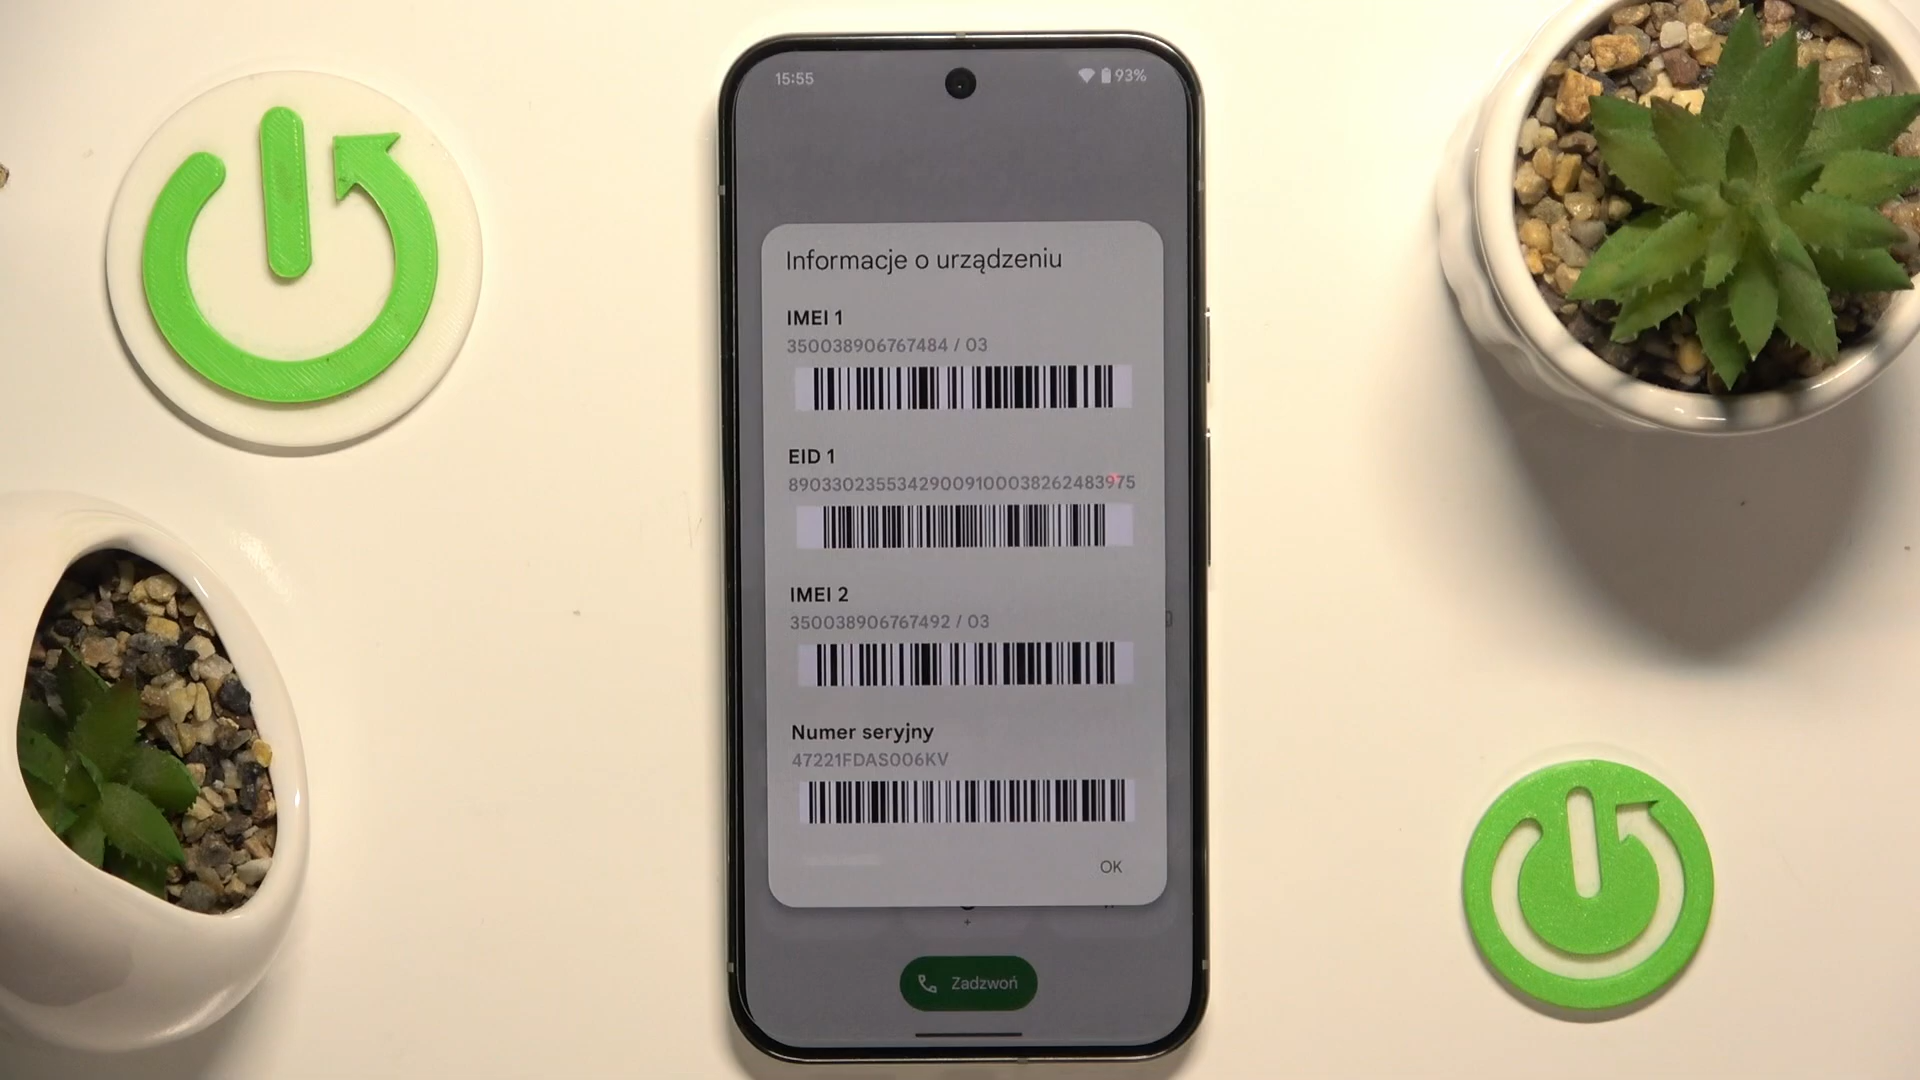 15:55
93%
Informacje o urządzeniu
IMEI 1
350038906767484 / 03
EID 1
89033023553429009100038262483975
IMEI 2
350038906767492 / 03
Numer seryjny
47221FDAS006KV
OK
+
Zadzwoń